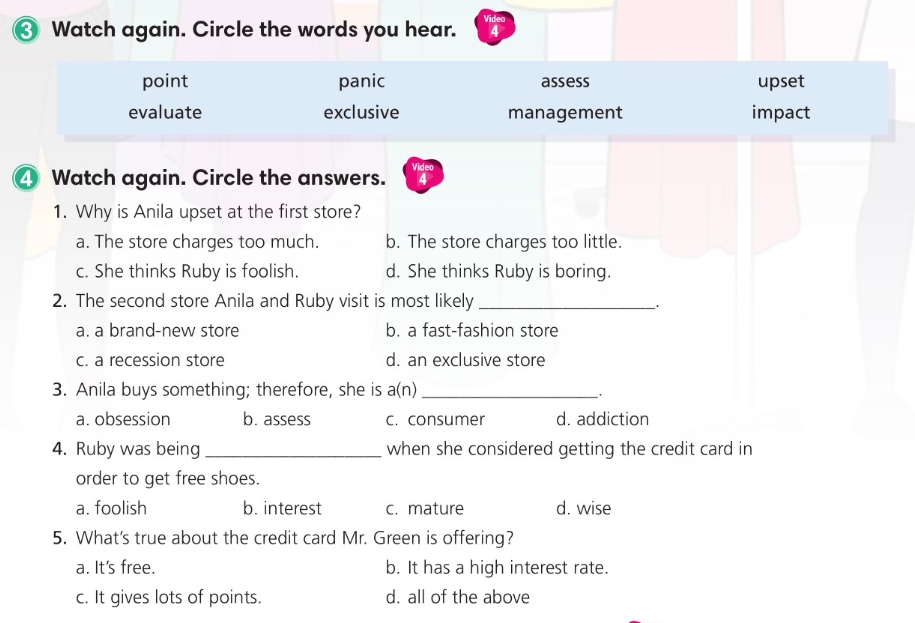 3 Watch again. Circle the words you hear. Video 4
point panic assess upset
evaluate exclusive management impact
4 Watch again. Circle the answers. Video 4
1. Why is Anila upset at the first store?
a. The store charges too much. b. The store charges too little.
c. She thinks Ruby is foolish. d. She thinks Ruby is boring.
2. The second store Anila and Ruby visit is most likely ____________________.
a. a brand-new store b. a fast-fashion store
c. a recession store d. an exclusive store
3. Anila buys something; therefore, she is a(n) ____________________.
a. obsession b. assess c. consumer d. addiction
4. Ruby was being ____________________ when she considered getting the credit card in
order to get free shoes.
a. foolish b. interest c. mature d. wise
5. What's true about the credit card Mr. Green is offering?
a. It's free. b. It has a high interest rate.
c. It gives lots of points. d. all of the above